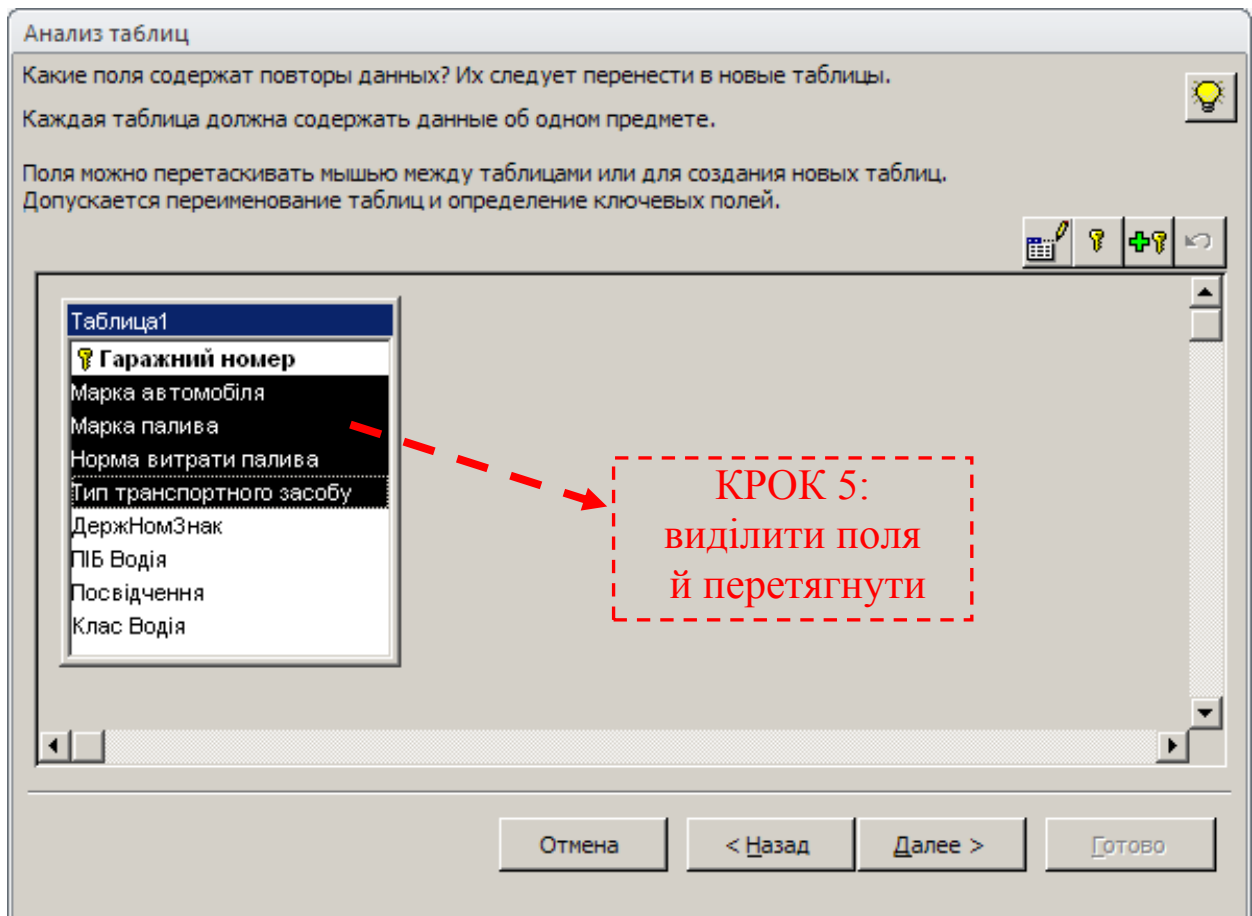 Анализ таблиц
Какие поля содержат повторы данных? Их следует перенести в новые таблицы.
Каждая таблица должна содержать данные об одном предмете.
Поля можно перетаскивать мышью между таблицами или для создания новых таблиц.
Допускается переименование таблиц и определение ключевых полей.
Таблица1
Гаражний номер
Марка автомобіля
Марка палива
Норма витрати палива
Тип транспортного засобу
ДержНомЗнак
ПІБ Водія
Посвідчення
Клас Водія
КРОК 5:
виділити поля
й перетягнути
Отмена
< Назад
Далее >
Готово